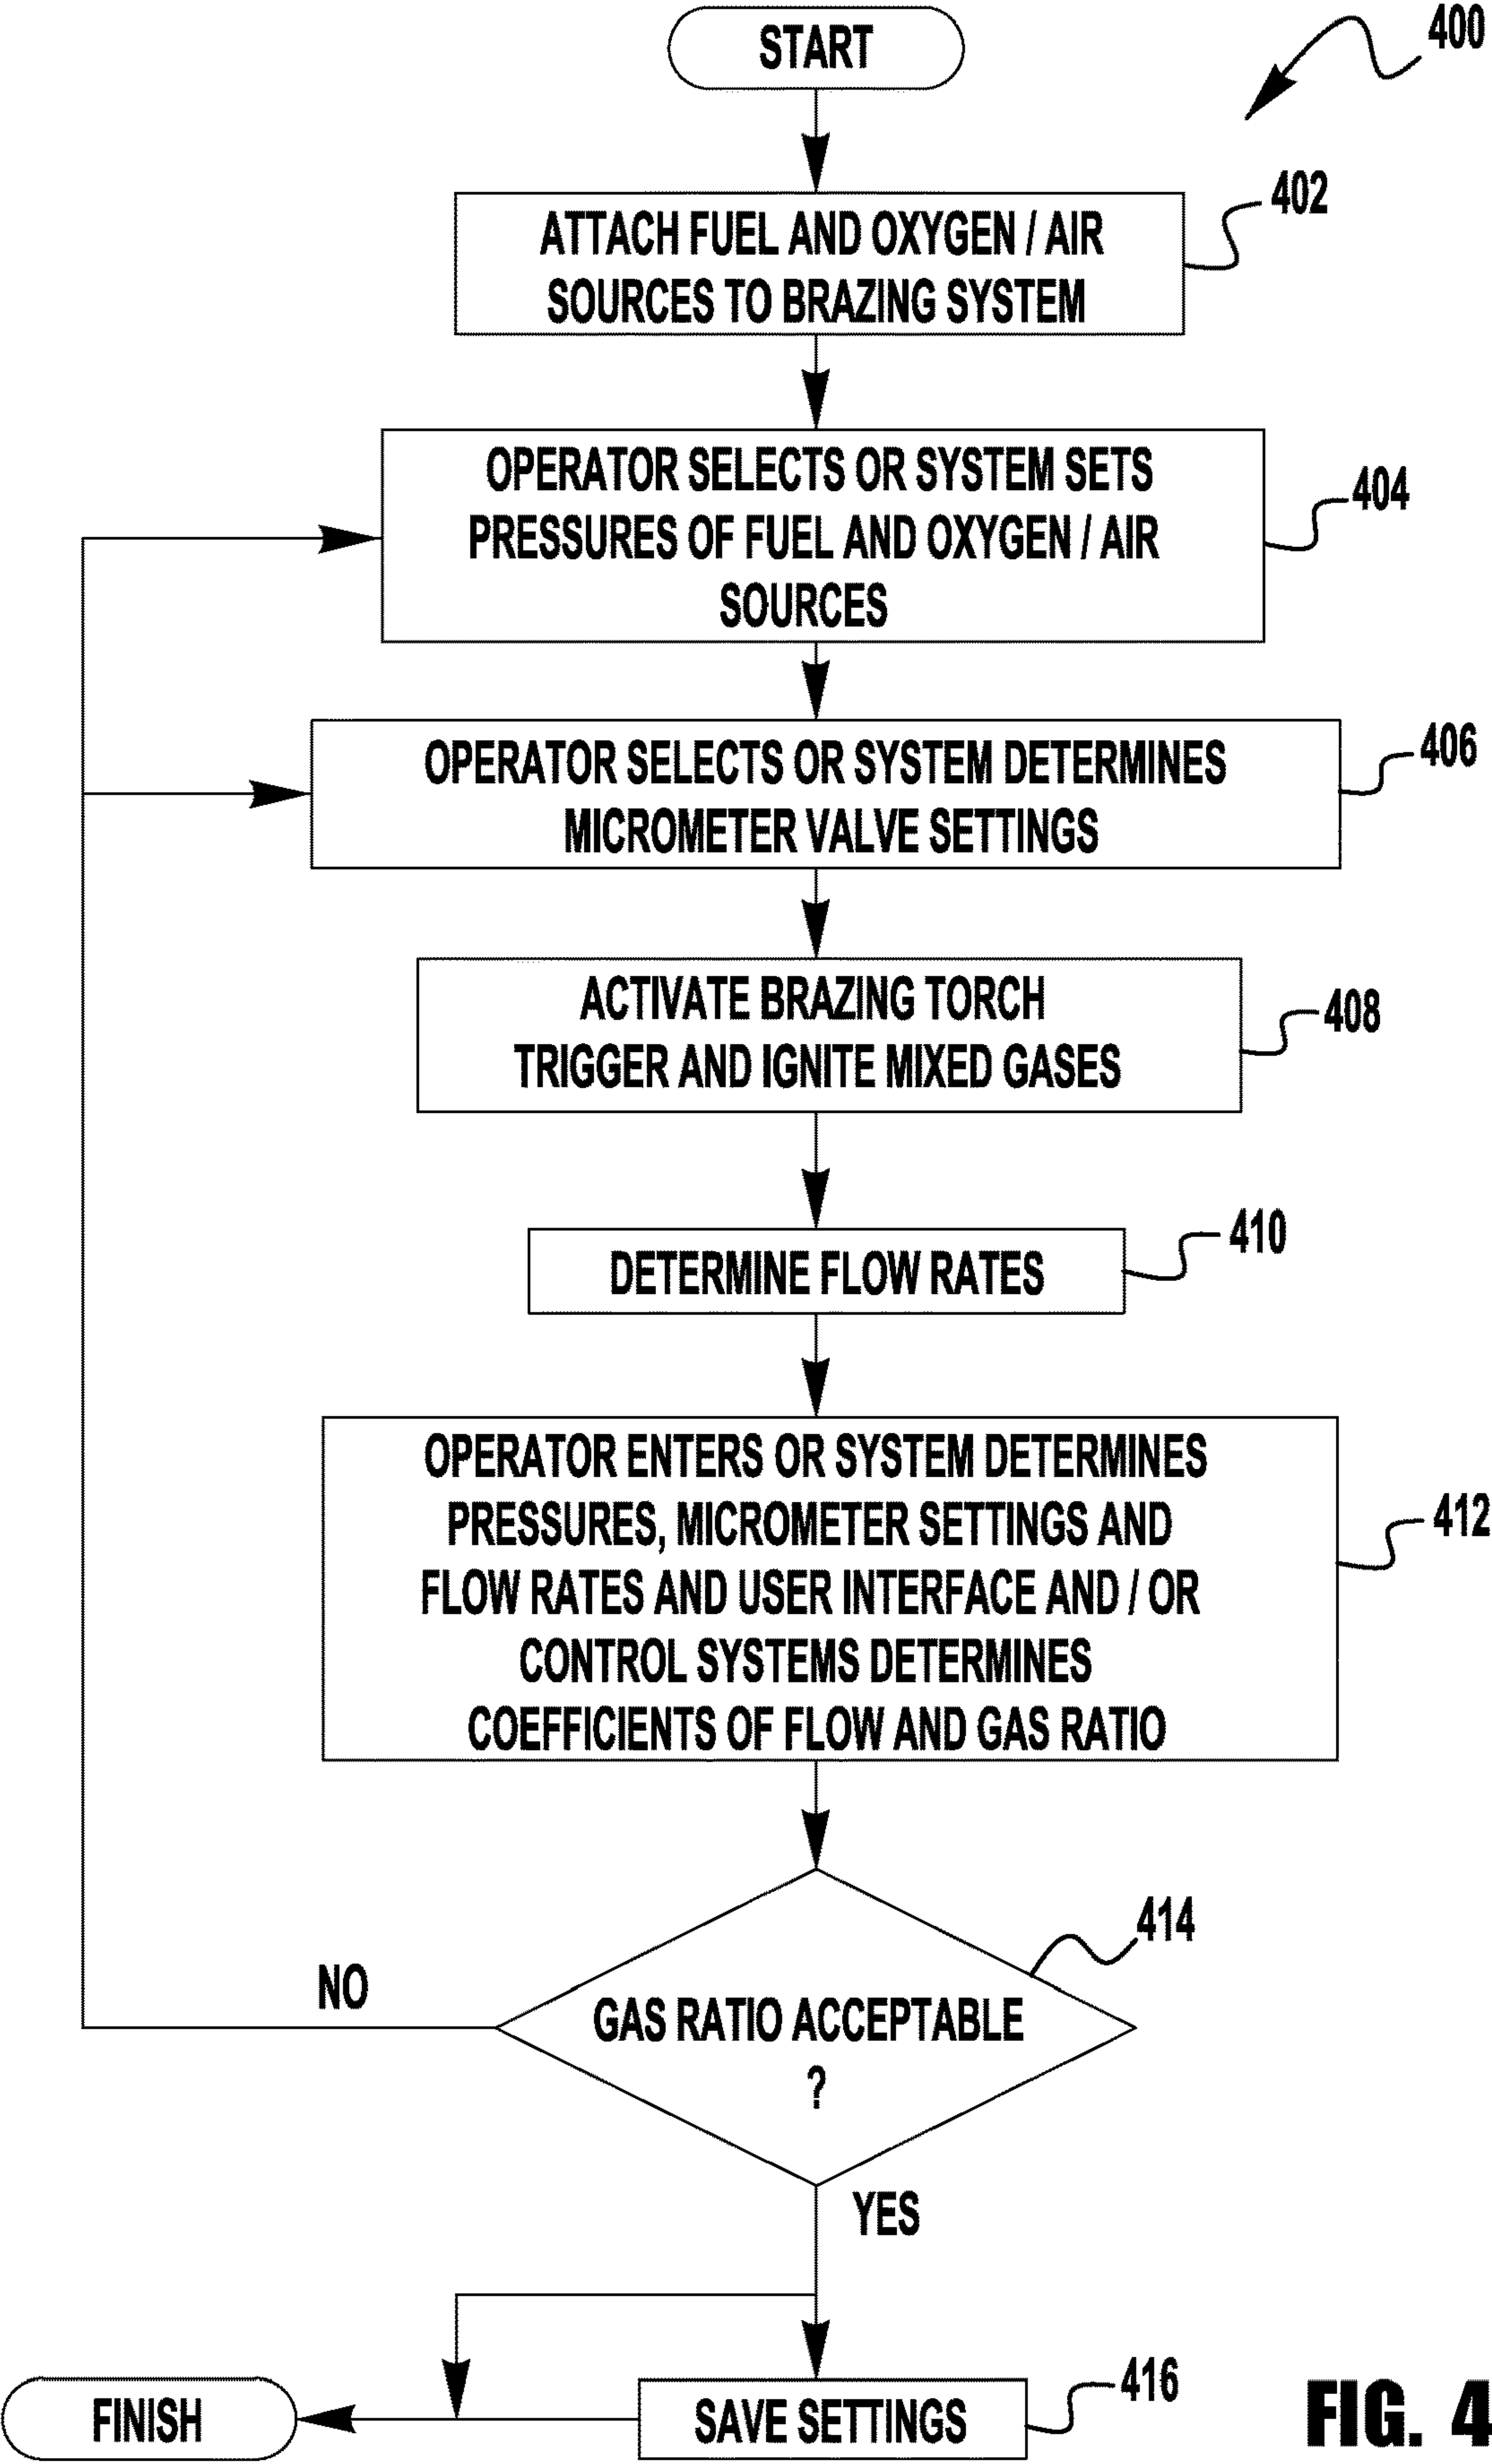 START
400
ATTACH FUEL AND OXYGEN / AIR
SOURCES TO BRAZING SYSTEM
402
OPERATOR SELECTS OR SYSTEM SETS
PRESSURES OF FUEL AND OXYGEN / AIR
SOURCES
404
OPERATOR SELECTS OR SYSTEM DETERMINES
MICROMETER VALVE SETTINGS
406
ACTIVATE BRAZING TORCH
TRIGGER AND IGNITE MIXED GASES
408
DETERMINE FLOW RATES
410
OPERATOR ENTERS OR SYSTEM DETERMINES
PRESSURES, MICROMETER SETTINGS AND
FLOW RATES AND USER INTERFACE AND / OR
CONTROL SYSTEMS DETERMINES
COEFFICIENTS OF FLOW AND GAS RATIO
412
GAS RATIO ACCEPTABLE
?
414
NO
YES
SAVE SETTINGS
416
FINISH
FIG. 4